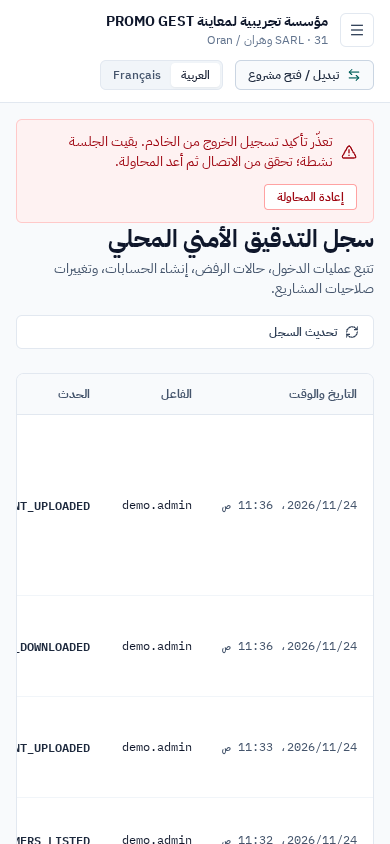 مؤسسة تجريبية لمعاينة PROMO GEST
SARL · 31 وهران / Oran
تبديل / فتح مشروع
العربية
Français
تعذّر تأكيد تسجيل الخروج من الخادم. بقيت الجلسة
نشطة؛ تحقق من الاتصال ثم أعد المحاولة.
إعادة المحاولة
سجل التدقيق الأمني المحلي
تتبع عمليات الدخول، حالات الرفض، إنشاء الحسابات، وتغييرات
صلاحيات المشاريع.
تحديث السجل
التاريخ والوقت الفاعل الحدث
2026/11/24، 11:36 ص demo.admin NT_UPLOADED
2026/11/24، 11:36 ص demo.admin _DOWNLOADED
2026/11/24، 11:33 ص demo.admin NT_UPLOADED
2026/11/24، 11:32 ص demo.admin MERS_LISTED